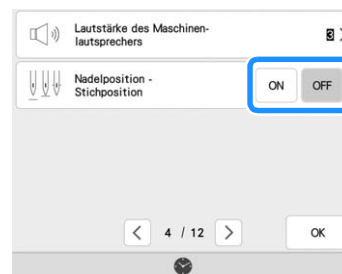 Lautstärke des Maschinen-
lautsprechers
3
Nadelposition -
Stichposition
ON OFF
4 / 12
OK